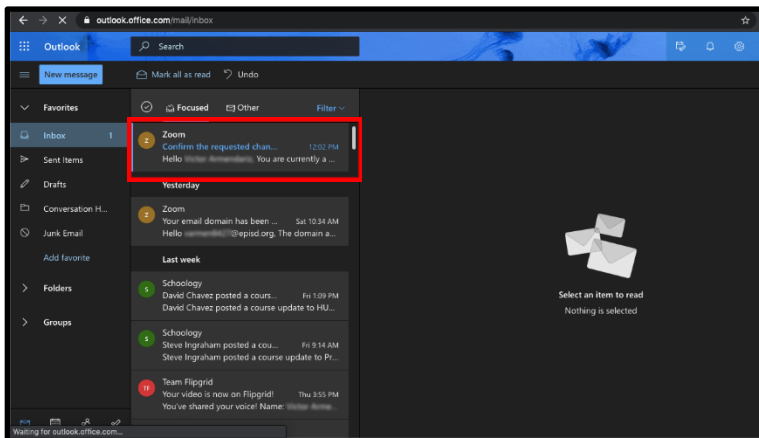 outlook.office.com/mail/inbox
Outlook
Search
New message
Mark all as read
Undo
Favorites
Focused
Other
Filter
Inbox 1
Sent Items
Drafts
Conversation H...
Junk Email
Add favorite
Folders
Groups
Z
Zoom
Confirm the requested chan... 12:02 PM
Hello You are currently a ...
Yesterday
Z
Zoom
Your email domain has been ... Sat 10:34 AM
Hello @episd.org, The domain a...
Last week
S
Schoology
David Chavez posted a cours... Fri 1:09 PM
David Chavez posted a course update to HU...
S
Schoology
Steve Ingraham posted a cou... Fri 9:14 AM
Steve Ingraham posted a course update to Pr...
TF
Team Flipgrid
Your video is now on Flipgrid! Thu 3:55 PM
You've shared your voice! Name:
Select an item to read
Nothing is selected
Waiting for outlook.office.com...